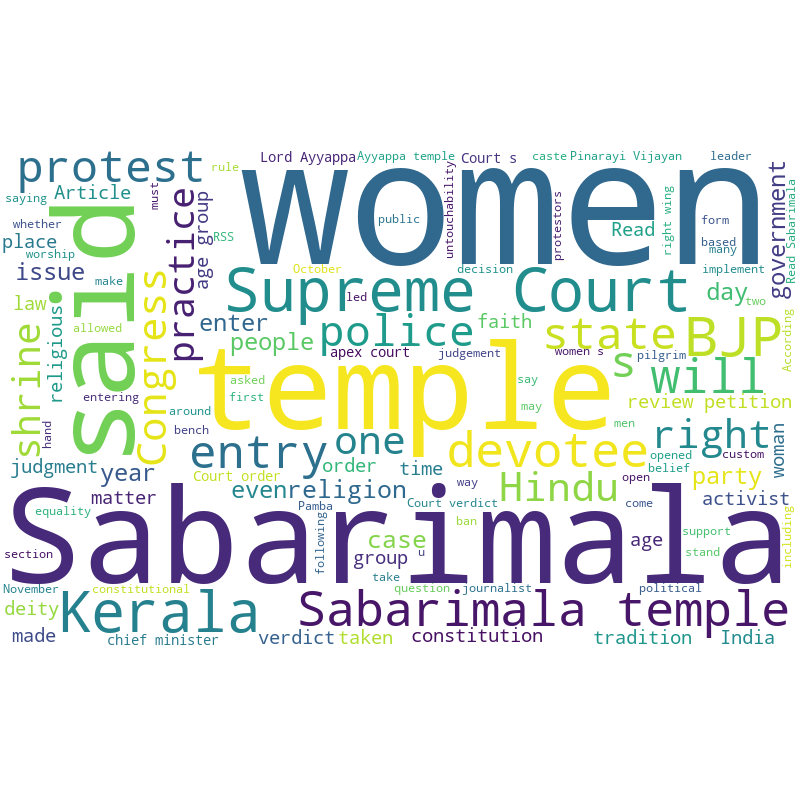 Lord Ayyappa
Ayyappa temple
Court s
caste
Pinarayi Vijayan
leader
protest
rule
women
saying
Article
must
practice
age group
public
untouchability
protestors
right wing
form
government
Read Sabarimala
whether
said
RSS
Read
based
many
place
worship
issue
Congress
October
decision
implement
Supreme Court
led
day
two
law
religious
make
enter
police
faith
state
BJP
According
allowed
people
shrine
apex court
judgement
women s
s
pilgrim
will
temple
entering
asked
first
say
may
review petition
around
men
hand
bench
entry
one
devotee
right
opened
custom
woman
belief
judgment
year
Court order
order
time
way
open
party
matter
even
religion
Hindu
activist
equality
Pamba
Court verdict
come
Sabarimala
following
ban
case
support
section
group
u
age
stand
including
take
November
constitutional
question
journalist
political
deity
Kerala
Sabarimala temple
made
chief minister
verdict
taken
constitution
tradition
India